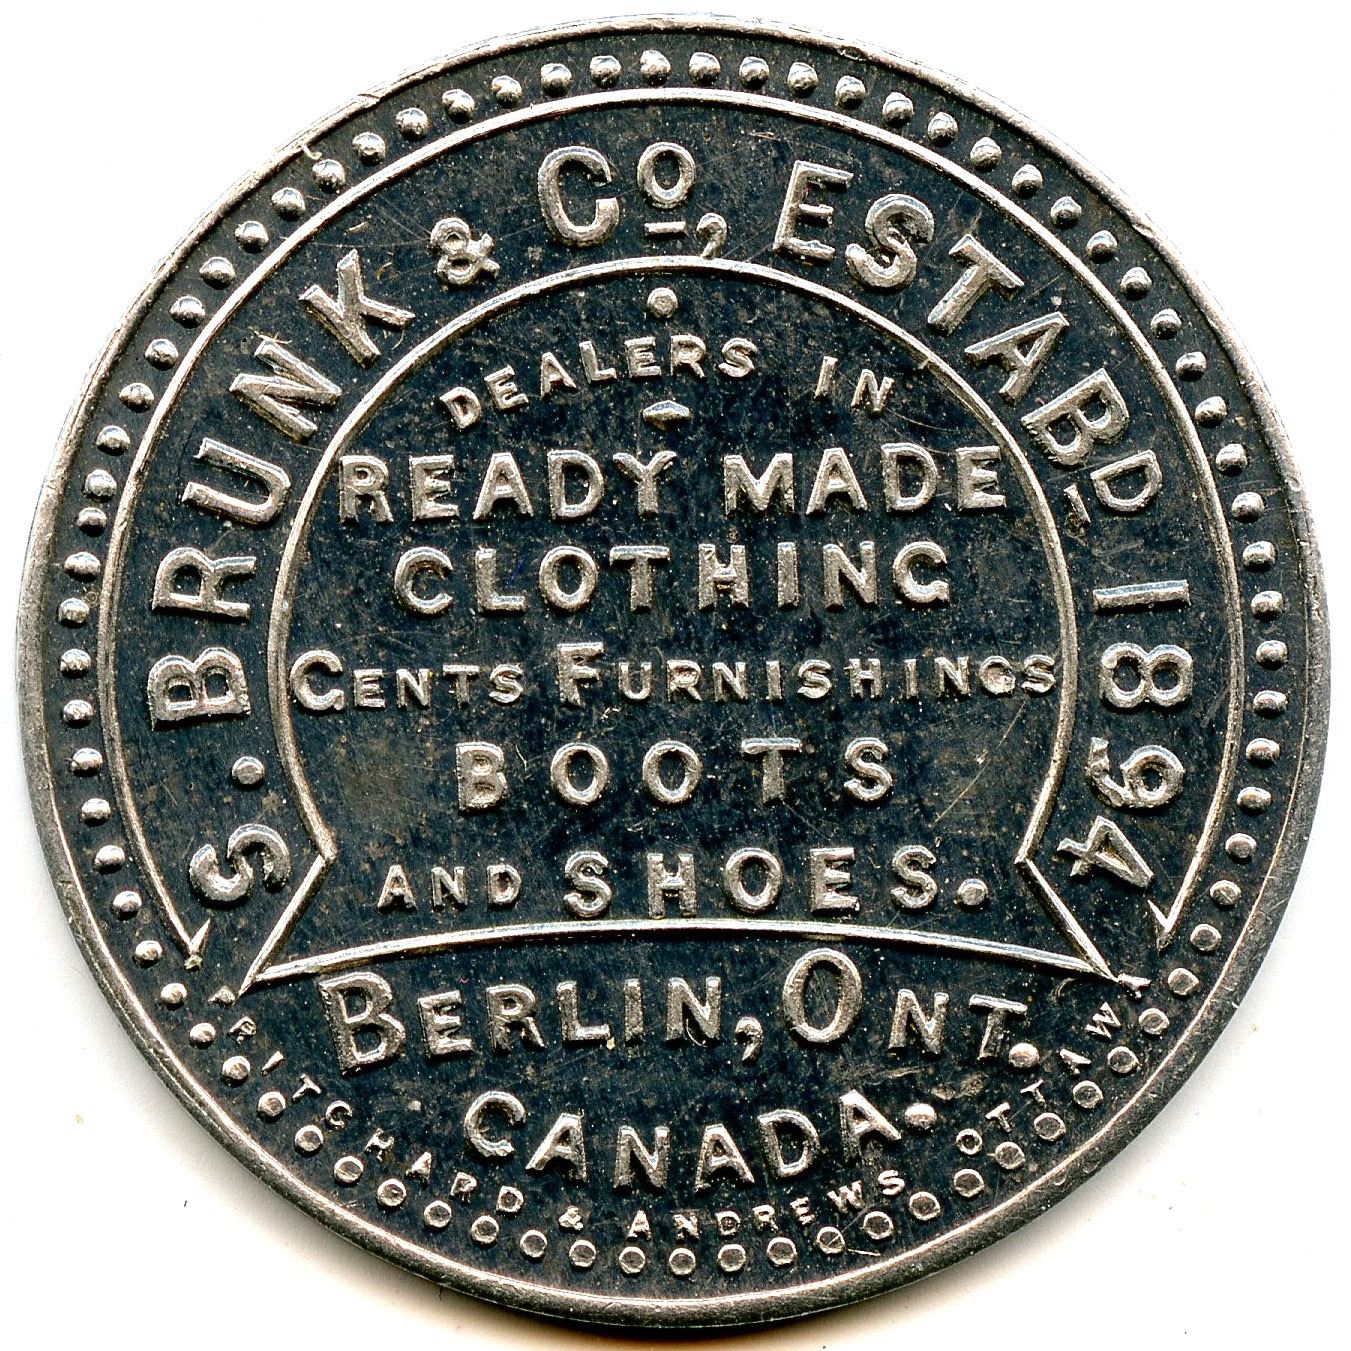 S. BRUNK & Co, ESTABD 1894
DEALERS IN
READY MADE
CLOTHING
GENTS FURNISHINGS
BOOTS
AND SHOES.
BERLIN, ONT.
CANADA.
PRITCHARD & ANDREWS OTTAWA